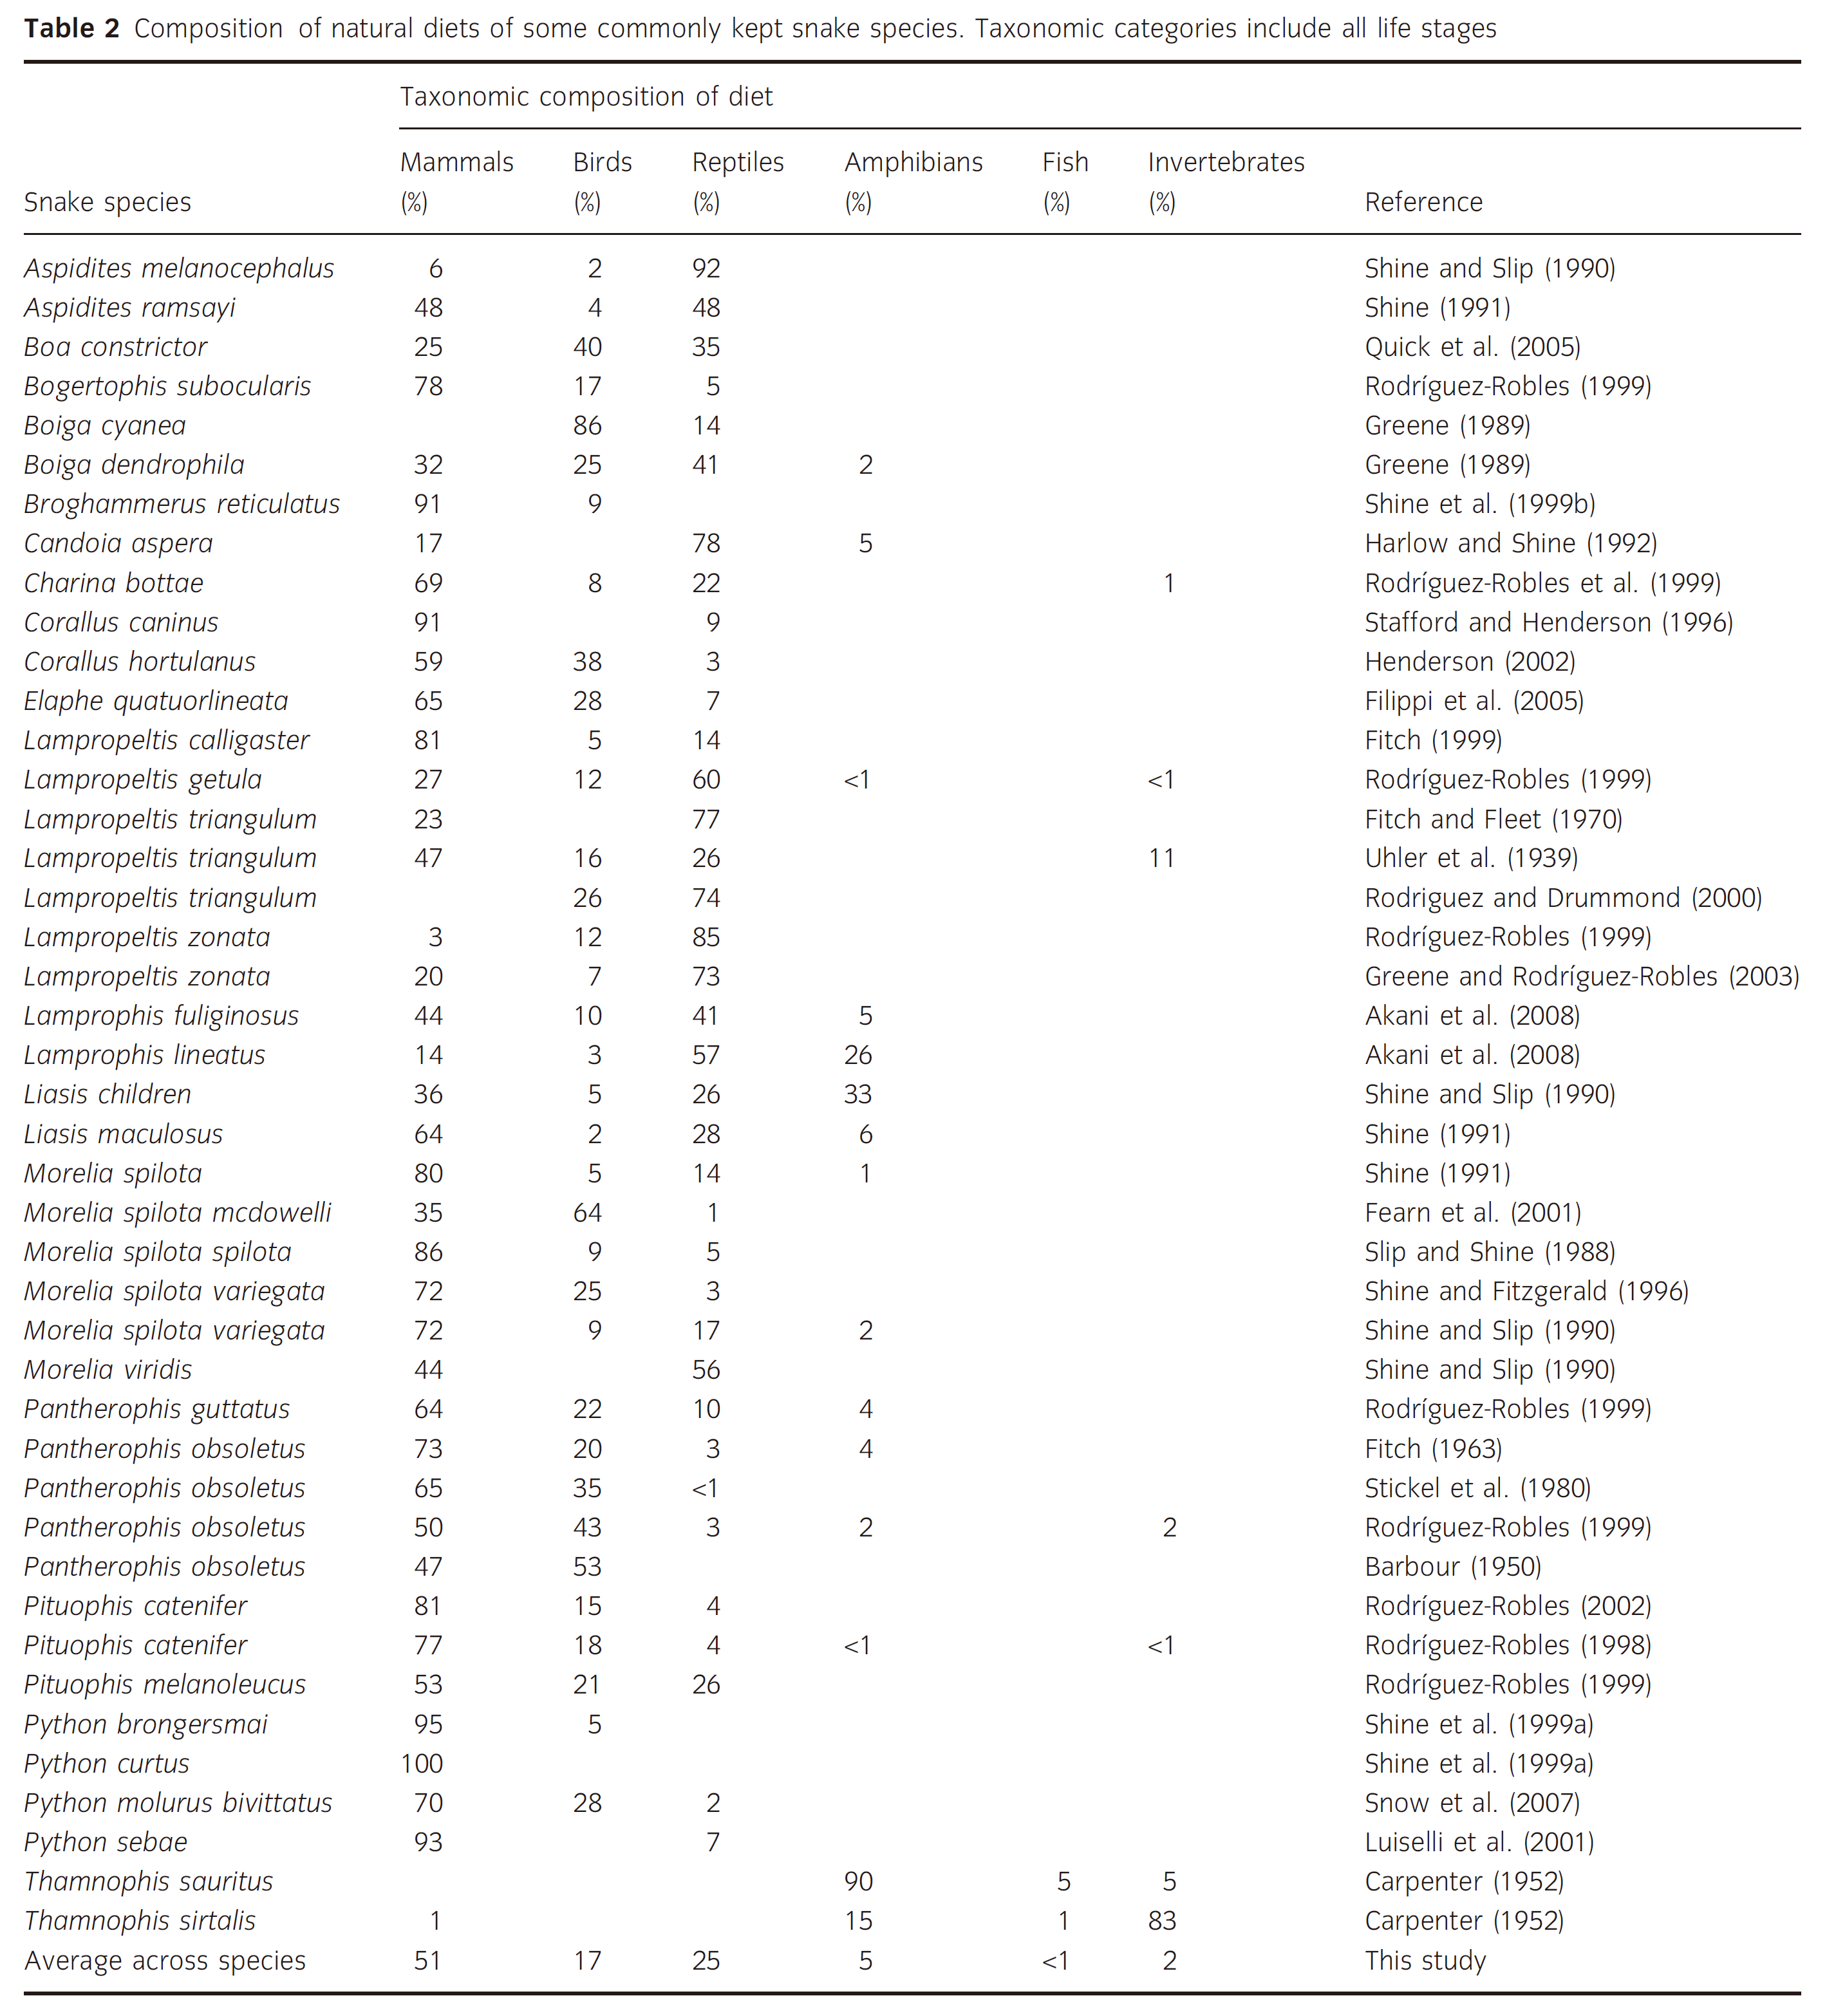 Table 2 Composition of natural diets of some commonly kept snake species. Taxonomic categories include all life stages
Taxonomic composition of diet
Mammals Birds Reptiles Amphibians Fish Invertebrates
Snake species (%) (%) (%) (%) (%) (%) Reference
Aspidites melanocephalus 6 2 92 Shine and Slip (1990)
Aspidites ramsayi 48 4 48 Shine (1991)
Boa constrictor 25 40 35 Quick et al. (2005)
Bogertophis subocularis 78 17 5 Rodríguez-Robles (1999)
Boiga cyanea 86 14 Greene (1989)
Boiga dendrophila 32 25 41 2 Greene (1989)
Broghammerus reticulatus 91 9 Shine et al. (1999b)
Candoia aspera 17 78 5 Harlow and Shine (1992)
Charina bottae 69 8 22 1 Rodríguez-Robles et al. (1999)
Corallus caninus 91 9 Stafford and Henderson (1996)
Corallus hortulanus 59 38 3 Henderson (2002)
Elaphe quatuorlineata 65 28 7 Filippi et al. (2005)
Lampropeltis calligaster 81 5 14 Fitch (1999)
Lampropeltis getula 27 12 60 <1 <1 Rodríguez-Robles (1999)
Lampropeltis triangulum 23 77 Fitch and Fleet (1970)
Lampropeltis triangulum 47 16 26 11 Uhler et al. (1939)
Lampropeltis triangulum 26 74 Rodriguez and Drummond (2000)
Lampropeltis zonata 3 12 85 Rodríguez-Robles (1999)
Lampropeltis zonata 20 7 73 Greene and Rodríguez-Robles (2003)
Lamprophis fuliginosus 44 10 41 5 Akani et al. (2008)
Lamprophis lineatus 14 3 57 26 Akani et al. (2008)
Liasis children 36 5 26 33 Shine and Slip (1990)
Liasis maculosus 64 2 28 6 Shine (1991)
Morelia spilota 80 5 14 1 Shine (1991)
Morelia spilota mcdowelli 35 64 1 Fearn et al. (2001)
Morelia spilota spilota 86 9 5 Slip and Shine (1988)
Morelia spilota variegata 72 25 3 Shine and Fitzgerald (1996)
Morelia spilota variegata 72 9 17 2 Shine and Slip (1990)
Morelia viridis 44 56 Shine and Slip (1990)
Pantherophis guttatus 64 22 10 4 Rodríguez-Robles (1999)
Pantherophis obsoletus 73 20 3 4 Fitch (1963)
Pantherophis obsoletus 65 35 <1 Stickel et al. (1980)
Pantherophis obsoletus 50 43 3 2 2 Rodríguez-Robles (1999)
Pantherophis obsoletus 47 53 Barbour (1950)
Pituophis catenifer 81 15 4 Rodríguez-Robles (2002)
Pituophis catenifer 77 18 4 <1 <1 Rodríguez-Robles (1998)
Pituophis melanoleucus 53 21 26 Rodríguez-Robles (1999)
Python brongersmai 95 5 Shine et al. (1999a)
Python curtus 100 Shine et al. (1999a)
Python molurus bivittatus 70 28 2 Snow et al. (2007)
Python sebae 93 7 Luiselli et al. (2001)
Thamnophis sauritus 90 5 5 Carpenter (1952)
Thamnophis sirtalis 1 15 1 83 Carpenter (1952)
Average across species 51 17 25 5 <1 2 This study